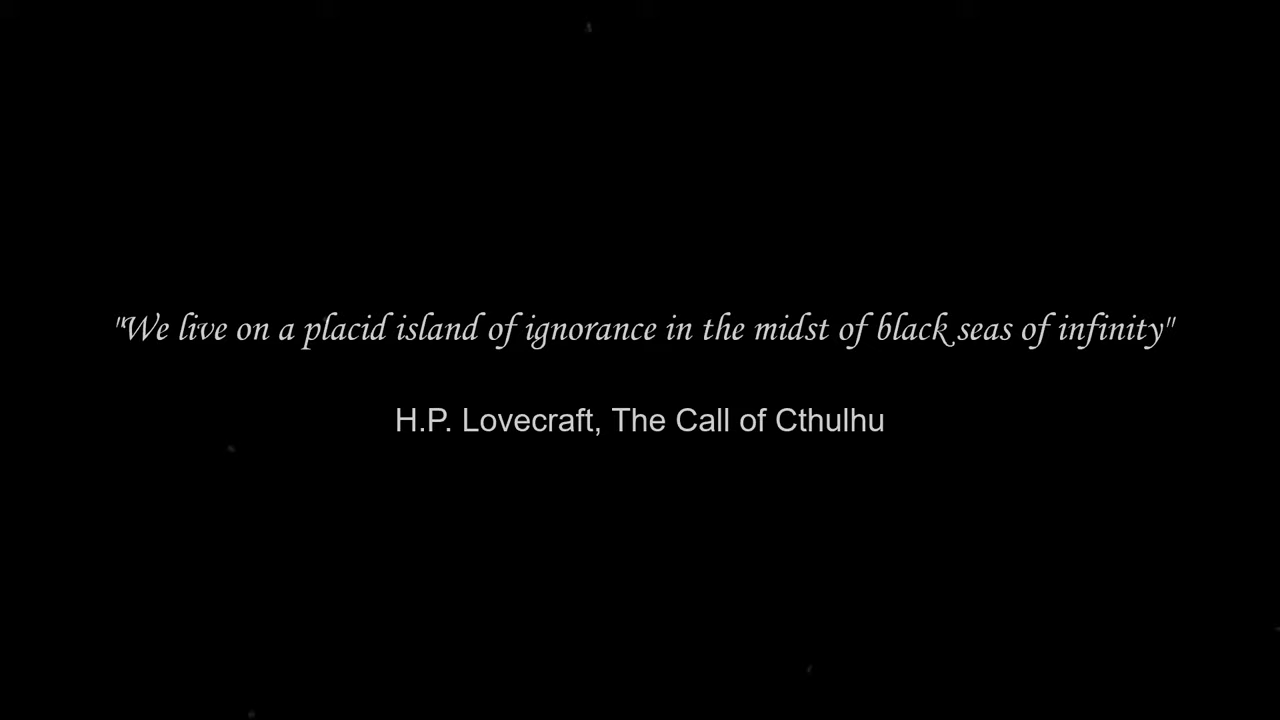 "We live on a placid island of ignorance in the midst of black seas of infinity"
H.P. Lovecraft, The Call of Cthulhu